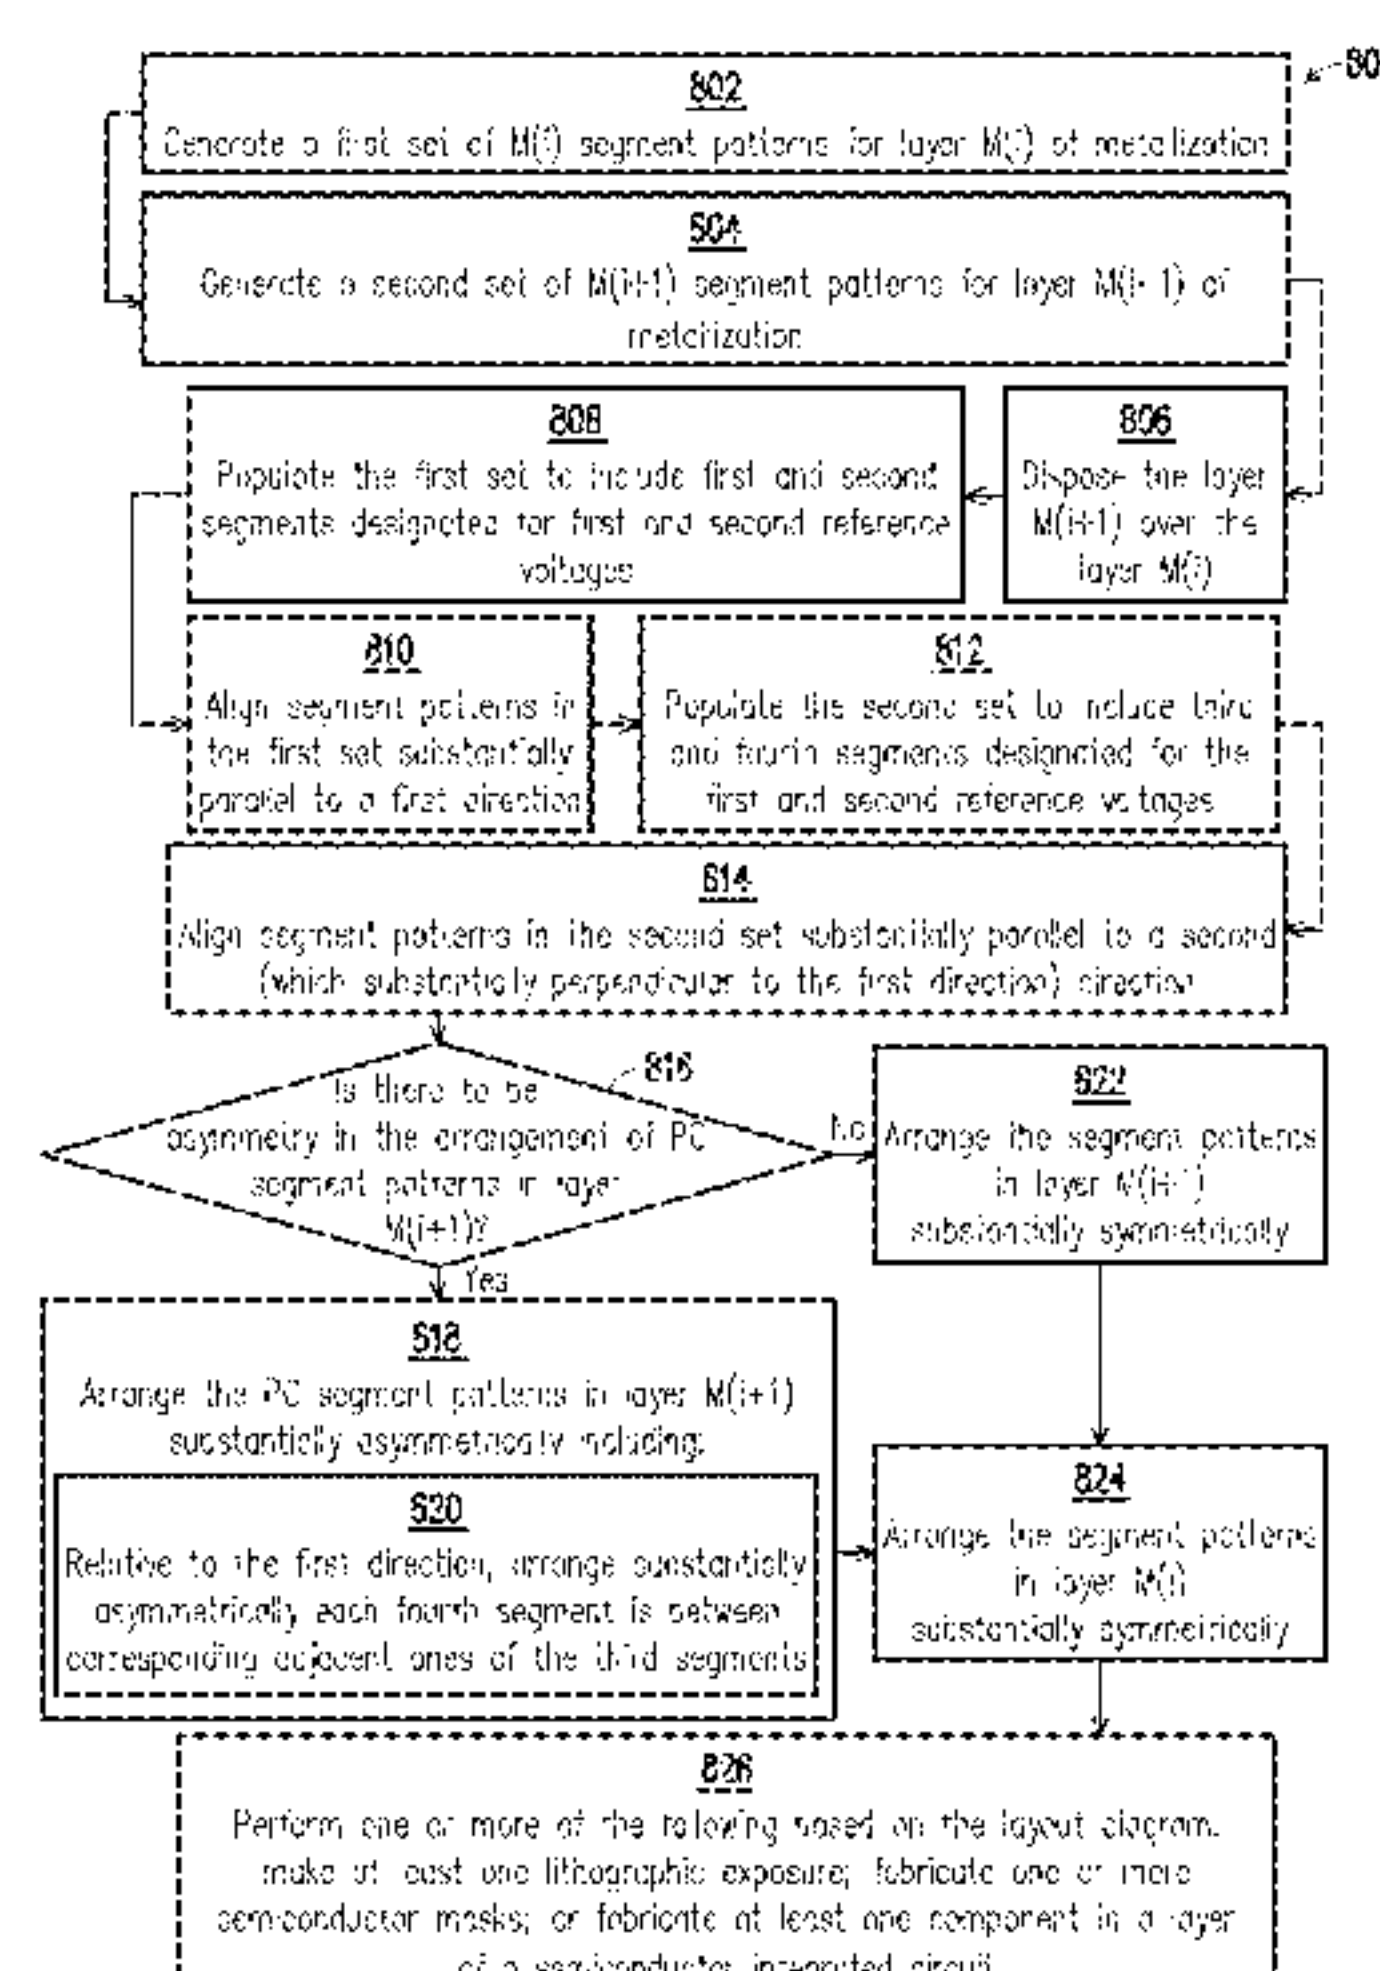 80
802
Generate a first set of M(i) segment patterns for layer M(i) of metalization
804
Generate a second set of M(i+1) segment patterns for layer M(i+1) of
metalization
808
Populate the first set to include first and second
segments designated for first and second reference
voltages
806
Dispose the layer
M(i+1) over the
layer M(i)
810
Align segment patterns in
the first set substantially
parallel to a first direction
812
Populate the second set to include third
and fourth segments designated for the
first and second reference voltages
814
Align segment patterns in the second set substantially parallel to a second
(which substantially perpendicular to the first direction) direction
816
Is there to be
asymmetry in the arrangement of PG
segment patterns in layer
M(i+1)?
No
Yes
822
Arrange the segment patterns
in layer M(i+1)
substantially symmetrically
818
Arrange the PG segment patterns in layer M(i+1)
substantially asymmetrically including:
820
Relative to the first direction, arrange substantially
asymmetrically each fourth segment is between
corresponding adjacent ones of the third segments
824
Arrange the segment patterns
in layer M(i)
substantially symmetrically
826
Perform one or more of the following based on the layout diagram:
make at least one lithographic exposure; fabricate one or more
semiconductor masks; or fabricate at least one component in a layer
of a semiconductor integrated circuit